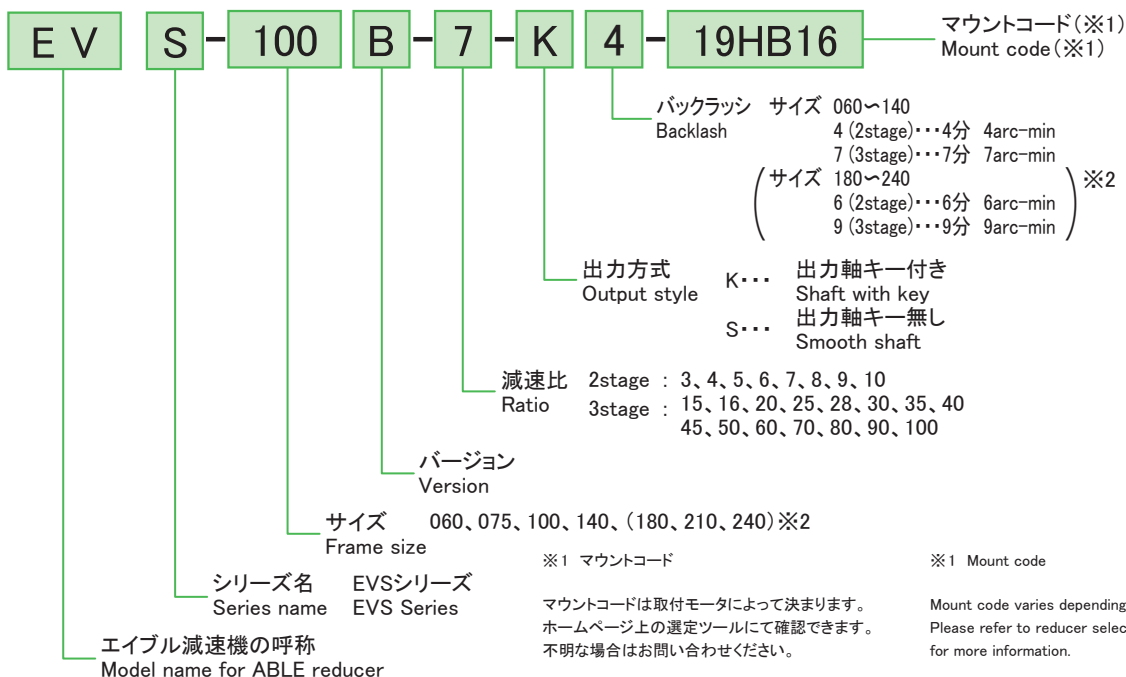 E V S - 100 B - 7 - K 4 - 19HB16
マウントコード(※1)
Mount code(※1)
バックラッシ サイズ 060〜140
Backlash
4 (2stage)･･･4分 4arc-min
7 (3stage)･･･7分 7arc-min
サイズ 180〜240
※2
6 (2stage)･･･6分 6arc-min
9 (3stage)･･･9分 9arc-min
出力方式
Output style
K･･･ 出力軸キー付き
Shaft with key
S･･･ 出力軸キー無し
Smooth shaft
減速比
Ratio
2stage : 3、4、5、6、7、8、9、10
3stage : 15、16、20、25、28、30、35、40
45、50、60、70、80、90、100
バージョン
Version
サイズ 060、075、100、140、(180、210、240)※2
Frame size
シリーズ名 EVSシリーズ
Series name EVS Series
エイブル減速機の呼称
Model name for ABLE reducer
※1 マウントコード
マウントコードは取付モータによって決まります。
ホームページ上の選定ツールにて確認できます。
不明な場合はお問い合わせください。
※1 Mount code
Mount code varies depending
Please refer to reducer selec
for more information.